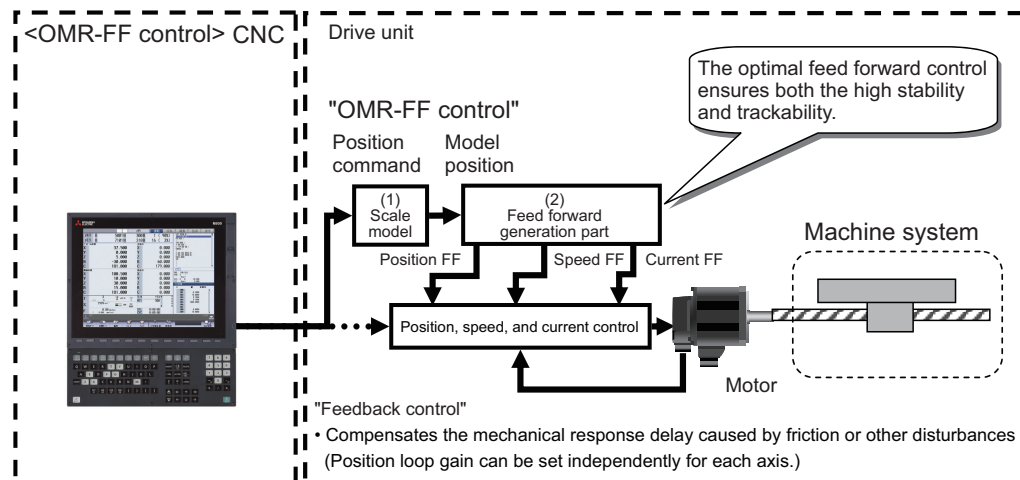 <OMR-FF control> CNC
Drive unit
The optimal feed forward control
ensures both the high stability
and trackability.
"OMR-FF control"
Position
command
Model
position
(1)
Scale
model
(2)
Feed forward
generation part
Position FF
Speed FF
Current FF
Machine system
Position, speed, and current control
Motor
"Feedback control"
• Compensates the mechanical response delay caused by friction or other disturbances
(Position loop gain can be set independently for each axis.)